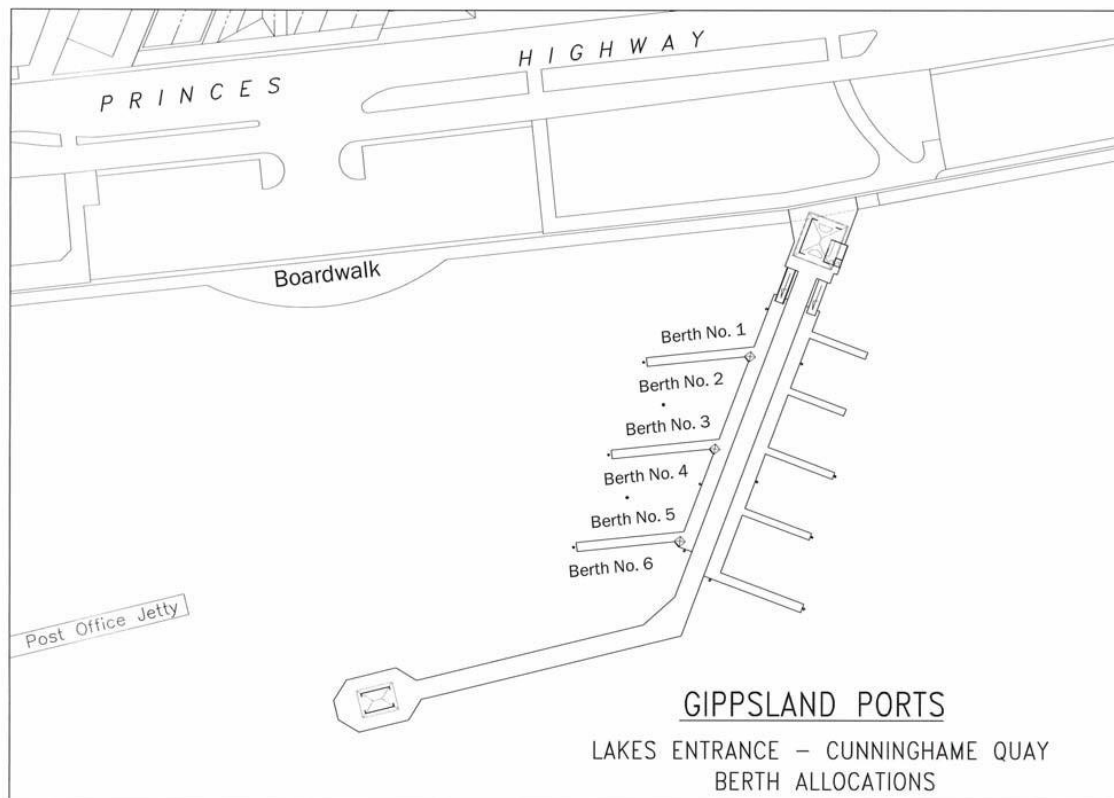 PRINCES HIGHWAY
Boardwalk
Berth No. 1
Berth No. 2
Berth No. 3
Berth No. 4
Berth No. 5
Berth No. 6
Post Office Jetty
GIPPSLAND PORTS
LAKES ENTRANCE – CUNNINGHAME QUAY
BERTH ALLOCATIONS